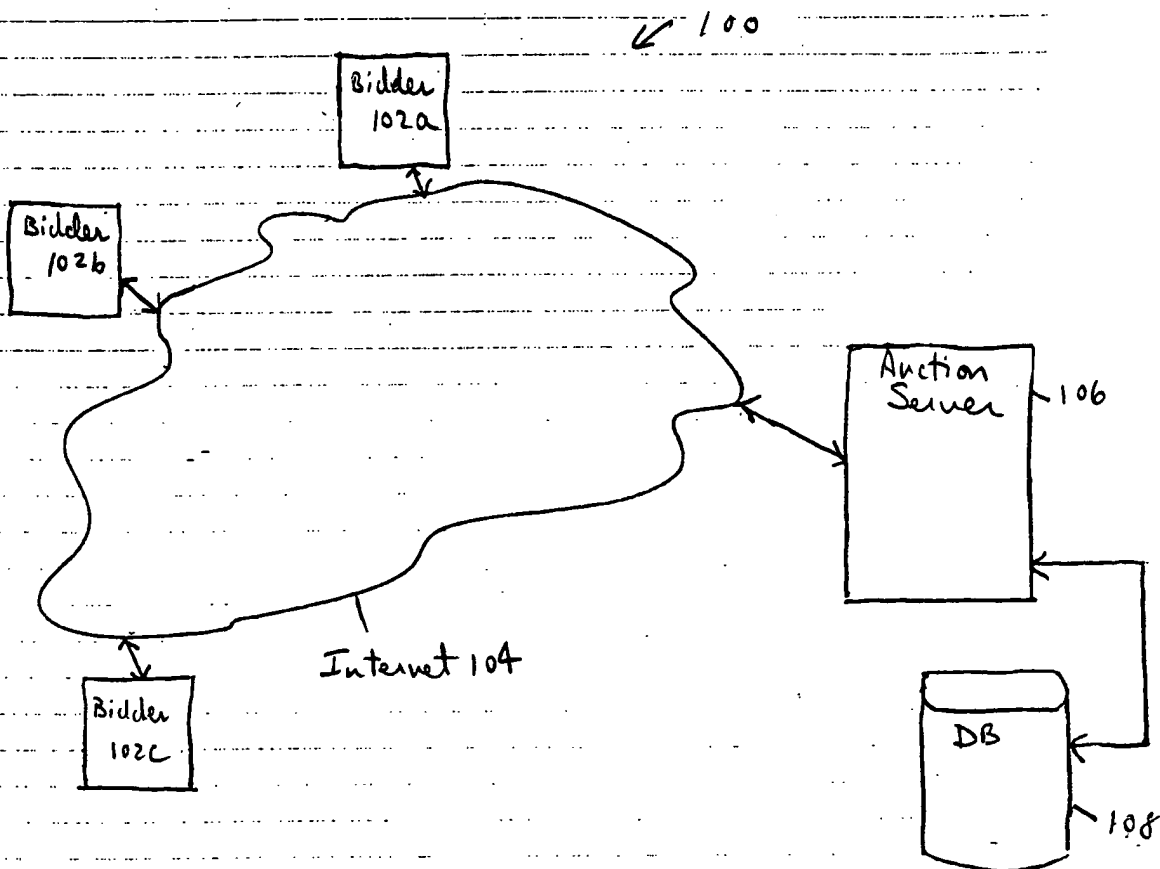 100
Bidder
102a
Bidder
102b
Auction
Server
106
Internet 104
Bidder
102c
DB
108